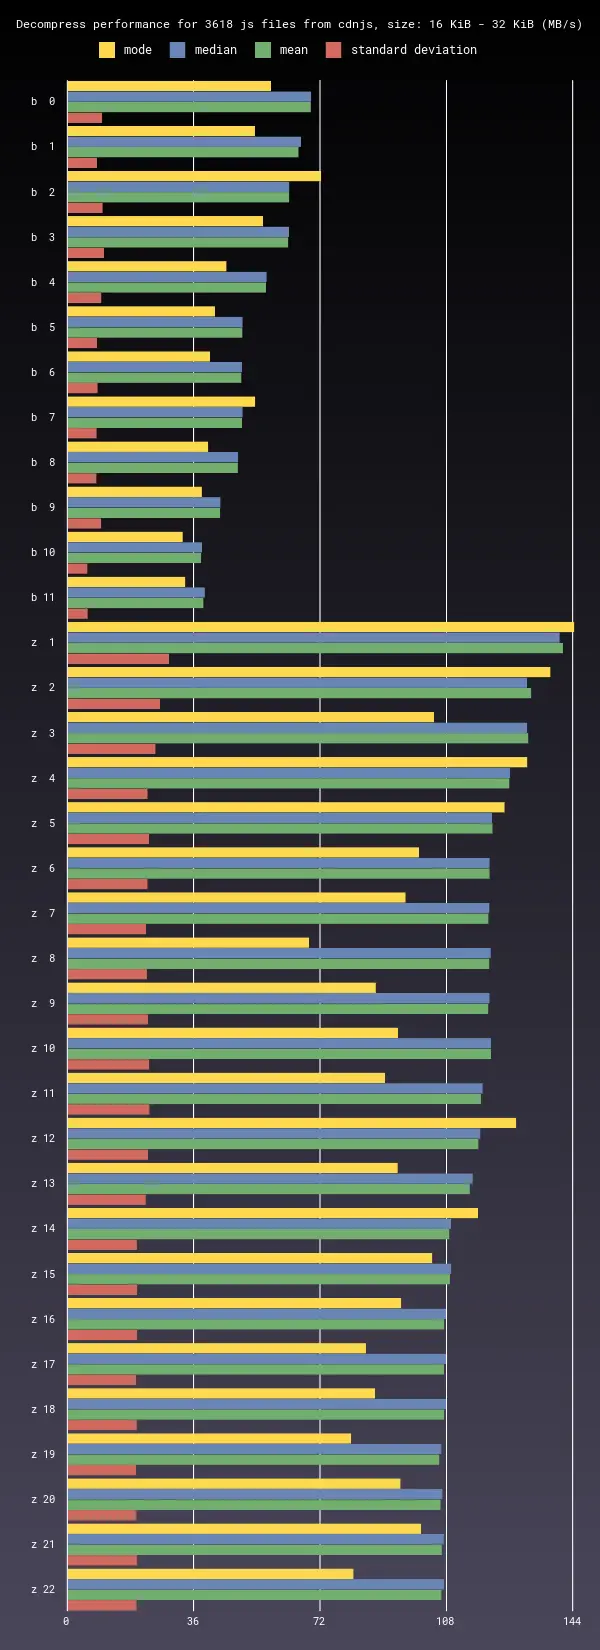 Decompress performance for 3618 js files from cdnjs, size: 16 KiB - 32 KiB (MB/s)
mode median mean standard deviation
b 0
b 1
b 2
b 3
b 4
b 5
b 6
b 7
b 8
b 9
b 10
b 11
z 1
z 2
z 3
z 4
z 5
z 6
z 7
z 8
z 9
z 10
z 11
z 12
z 13
z 14
z 15
z 16
z 17
z 18
z 19
z 20
z 21
z 22
0 36 72 108 144